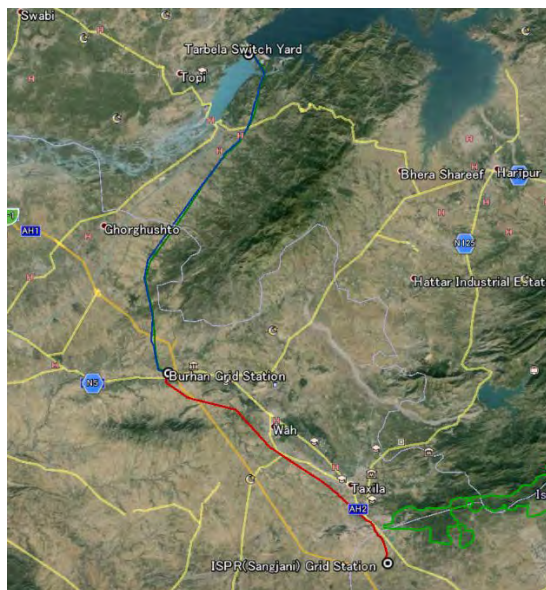 Swabi
Tarbela Switch Yard
Topi
Bhera Shareef
Haripur
Ghorghushto
AH1
N125
Hattar Industrial Estat
Burhan Grid Station
N5
Wah
Taxila
Is
AH2
ISPR(Sangjani) Grid Station